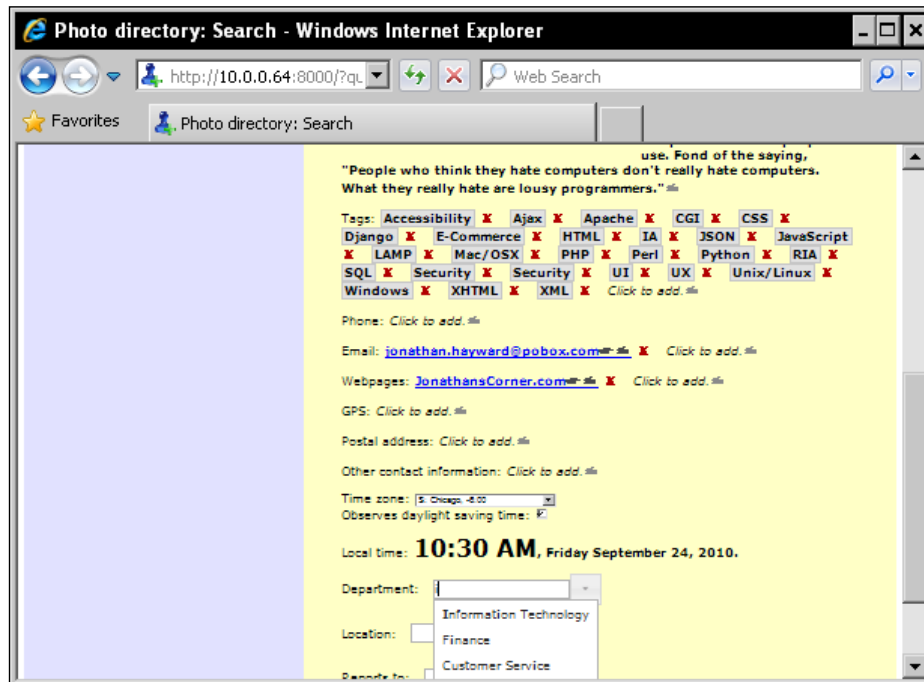 Photo directory: Search - Windows Internet Explorer
http://10.0.0.64:8000/?qu
Web Search
Favorites
Photo directory: Search
use. Fond of the saying,
"People who think they hate computers don't really hate computers.
What they really hate are lousy programmers."
Tags: Accessibility X Ajax X Apache X CGI X CSS X
Django X E-Commerce X HTML X IA X JSON X JavaScript
X LAMP X Mac/OSX X PHP X Perl X Python X RIA X
SQL X Security X Security X UI X UX X Unix/Linux X
Windows X XHTML X XML X Click to add.
Phone: Click to add.
Email: jonathan.hayward@pobox.com X Click to add.
Webpages: JonathansCorner.com X Click to add.
GPS: Click to add.
Postal address: Click to add.
Other contact information: Click to add.
Time zone: S. Chicago, -6.00
Observes daylight saving time:
Local time: 10:30 AM, Friday September 24, 2010.
Department: i
Information Technology
Location:
Finance
Customer Service
Reports to: